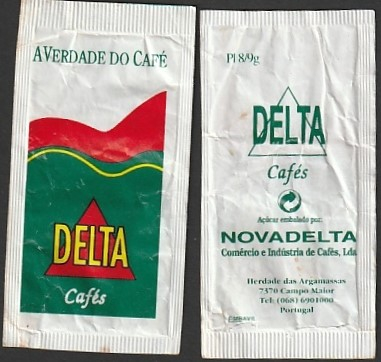 A VERDADE DO CAFÉ
DELTA
Cafés
Pl 8/9g
DELTA
Cafés
Açúcar embalado por:
NOVADELTA
Comércio e Indústria de Cafés, Lda
Herdade das Argamassas
7370 Campo Maior
Tel: (068) 6901000
Portugal